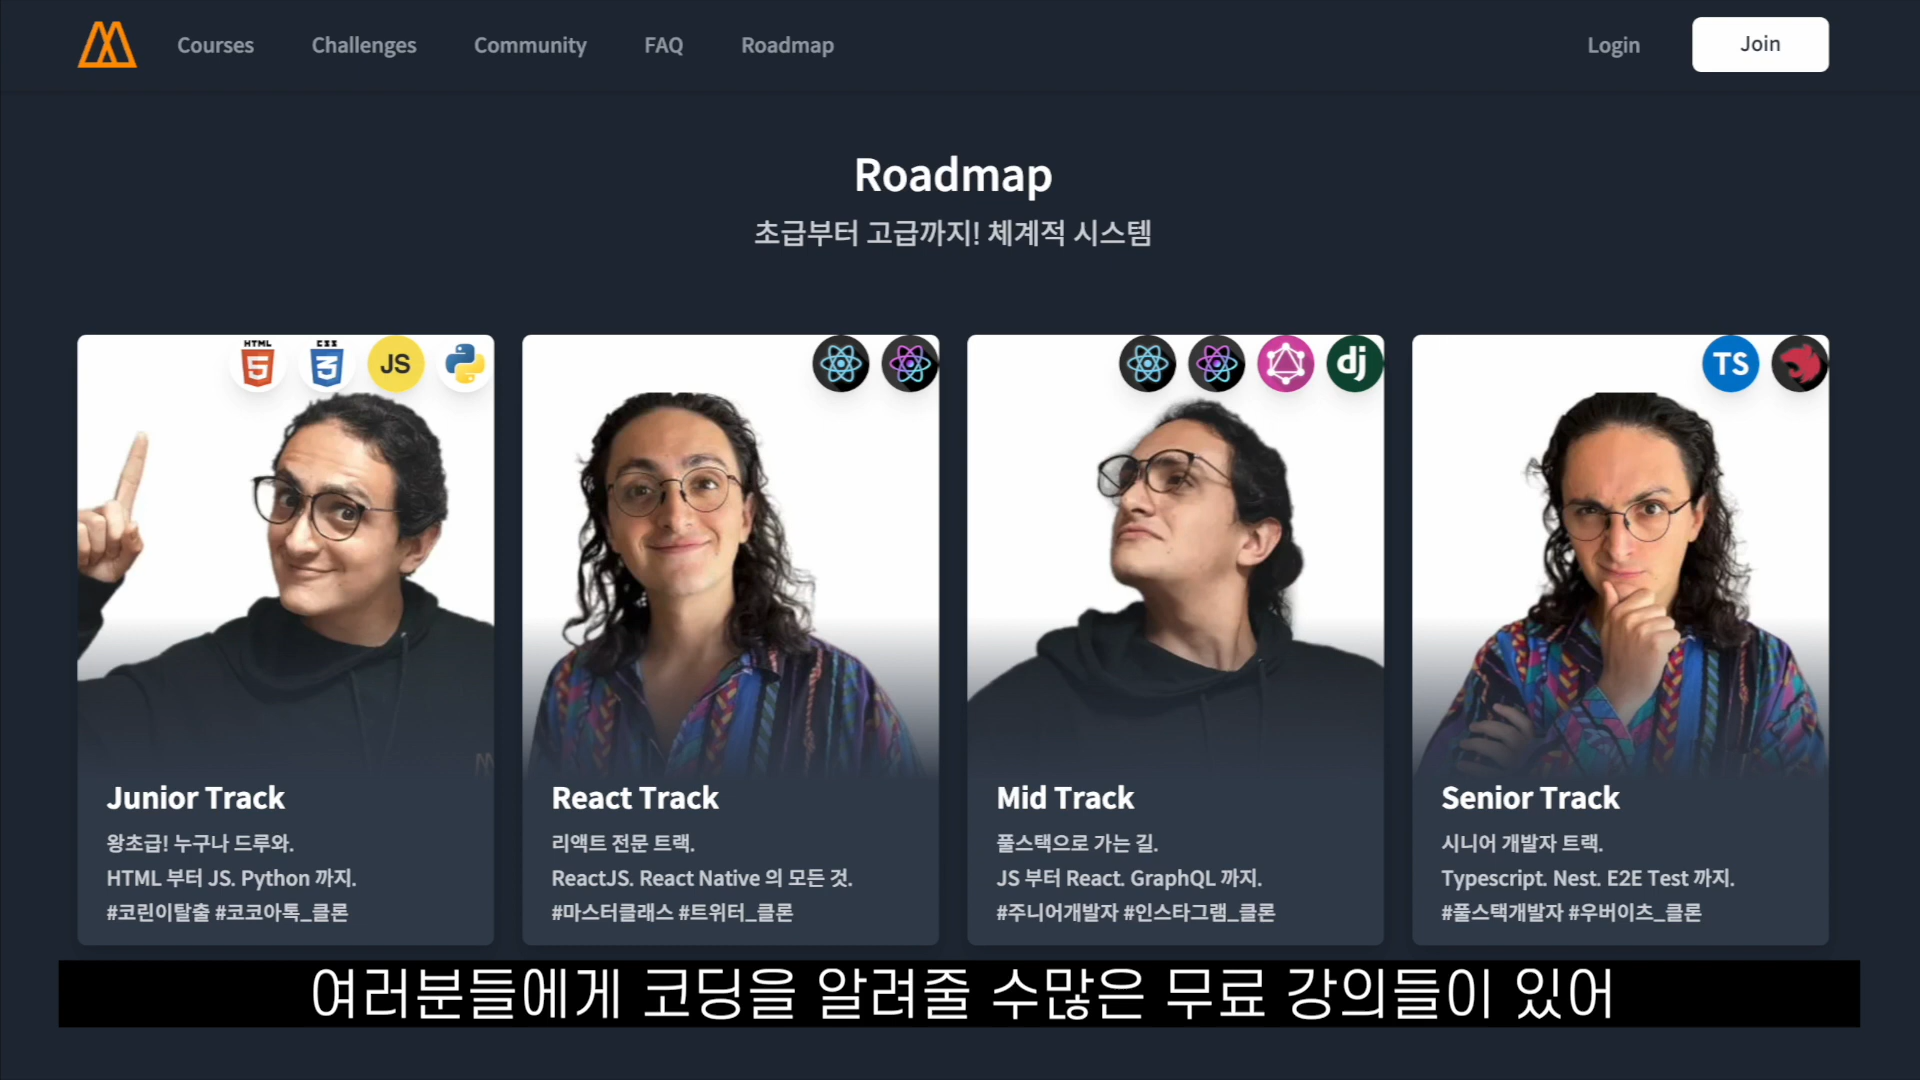 Courses
Challenges
Community
FAQ
Roadmap
Login
Join
Roadmap
초급부터 고급까지! 체계적 시스템
HTML
5
CSS
3
JS
dj
TS
Junior Track
왕초급! 누구나 드루와.
HTML 부터 JS. Python 까지.
#코린이탈출 #코코아톡_클론
React Track
리액트 전문 트랙.
ReactJS. React Native 의 모든 것.
#마스터클래스 #트위터_클론
Mid Track
풀스택으로 가는 길.
JS 부터 React. GraphQL 까지.
#주니어개발자 #인스타그램_클론
Senior Track
시니어 개발자 트랙.
Typescript. Nest. E2E Test 까지.
#풀스택개발자 #우버이츠_클론
여러분들에게 코딩을 알려줄 수많은 무료 강의들이 있어